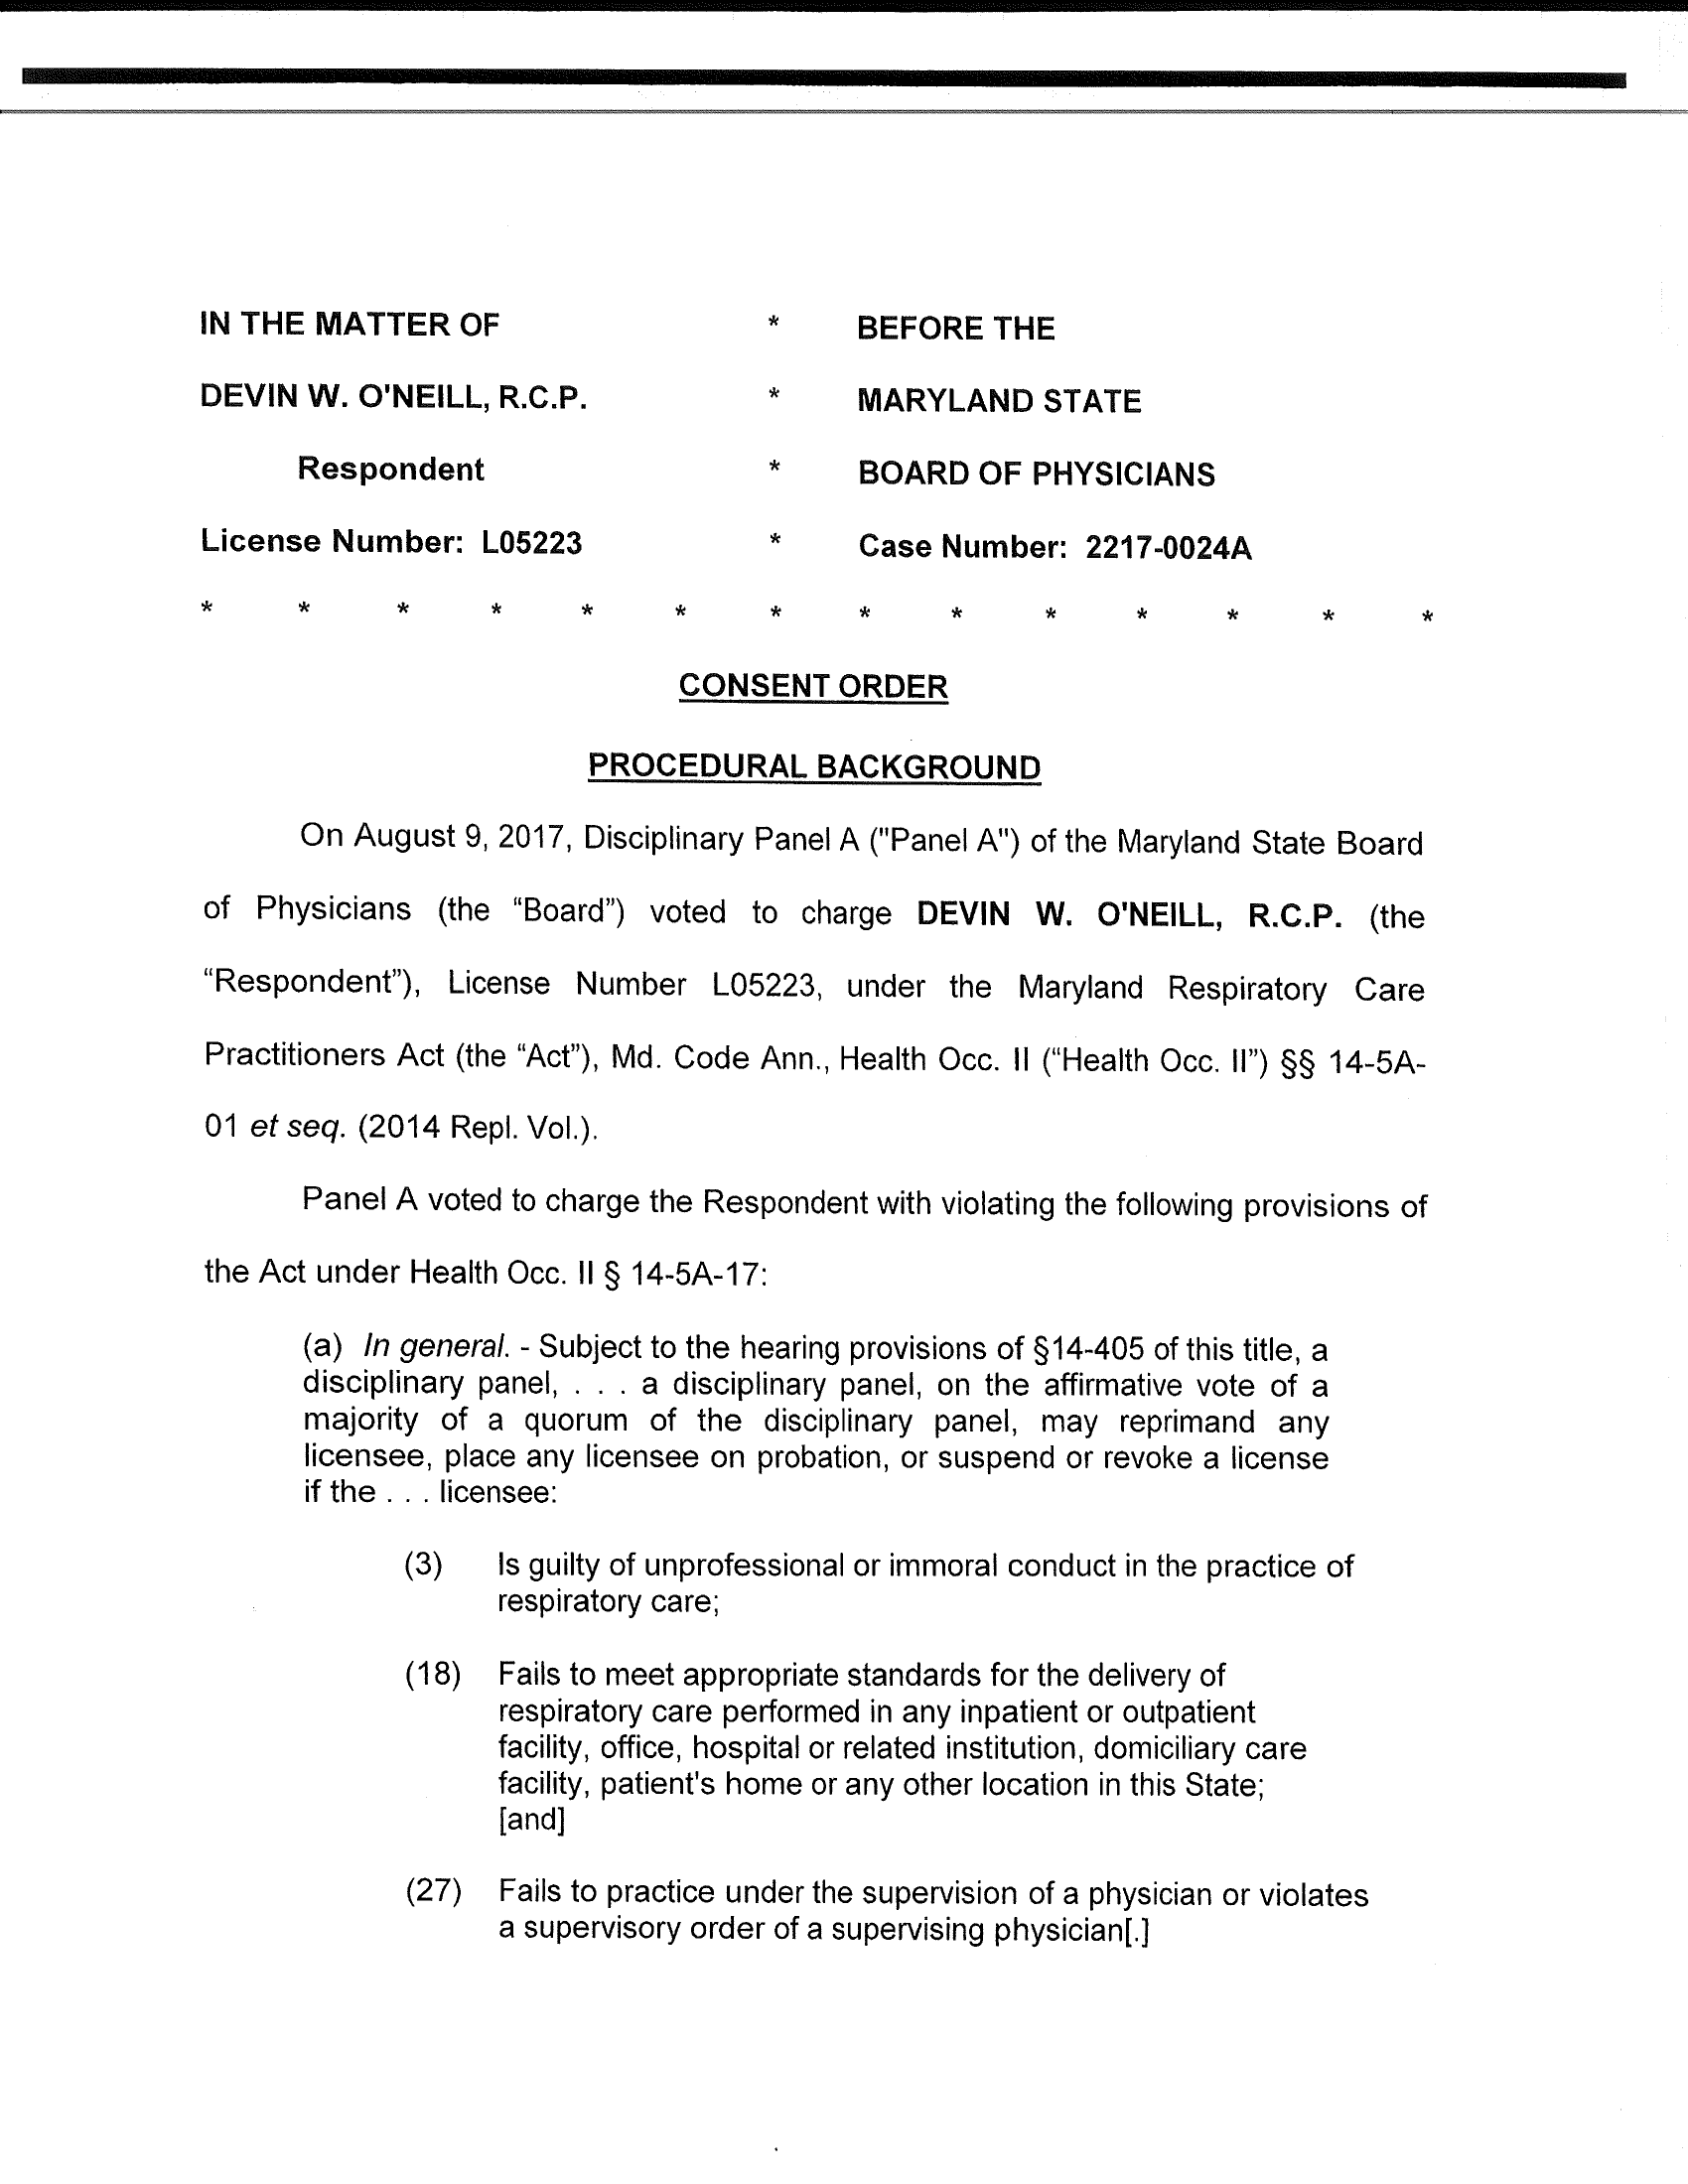 IN THE MATTER OF * BEFORE THE
DEVIN W. O'NEILL, R.C.P. * MARYLAND STATE
Respondent * BOARD OF PHYSICIANS
License Number: L05223 * Case Number: 2217-0024A
* * * * * * * * * * * * * *
CONSENT ORDER
PROCEDURAL BACKGROUND
On August 9, 2017, Disciplinary Panel A ("Panel A") of the Maryland State Board
of Physicians (the “Board”) voted to charge DEVIN W. O'NEILL, R.C.P. (the
“Respondent”), License Number L05223, under the Maryland Respiratory Care
Practitioners Act (the “Act”), Md. Code Ann., Health Occ. II (“Health Occ. II”) §§ 14-5A-
01 et seq. (2014 Repl. Vol.).
Panel A voted to charge the Respondent with violating the following provisions of
the Act under Health Occ. II § 14-5A-17:
(a) In general. - Subject to the hearing provisions of §14-405 of this title, a
disciplinary panel, . . . a disciplinary panel, on the affirmative vote of a
majority of a quorum of the disciplinary panel, may reprimand any
licensee, place any licensee on probation, or suspend or revoke a license
if the . . . licensee:
(3) Is guilty of unprofessional or immoral conduct in the practice of
respiratory care;
(18) Fails to meet appropriate standards for the delivery of
respiratory care performed in any inpatient or outpatient
facility, office, hospital or related institution, domiciliary care
facility, patient's home or any other location in this State;
[and]
(27) Fails to practice under the supervision of a physician or violates
a supervisory order of a supervising physician[.]